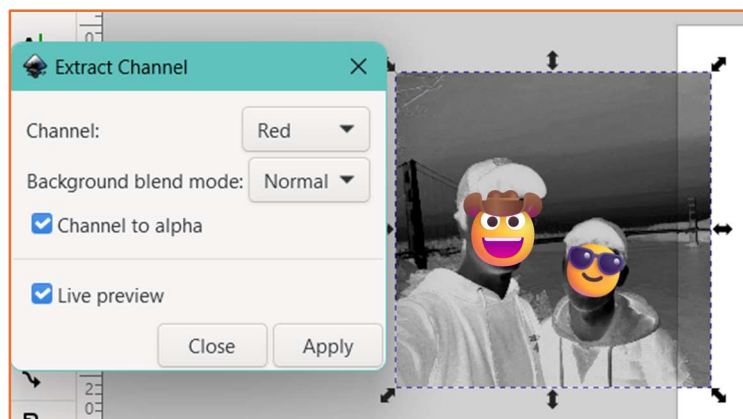 Extract Channel
Channel: Red
Background blend mode: Normal
Channel to alpha
Live preview
Close Apply